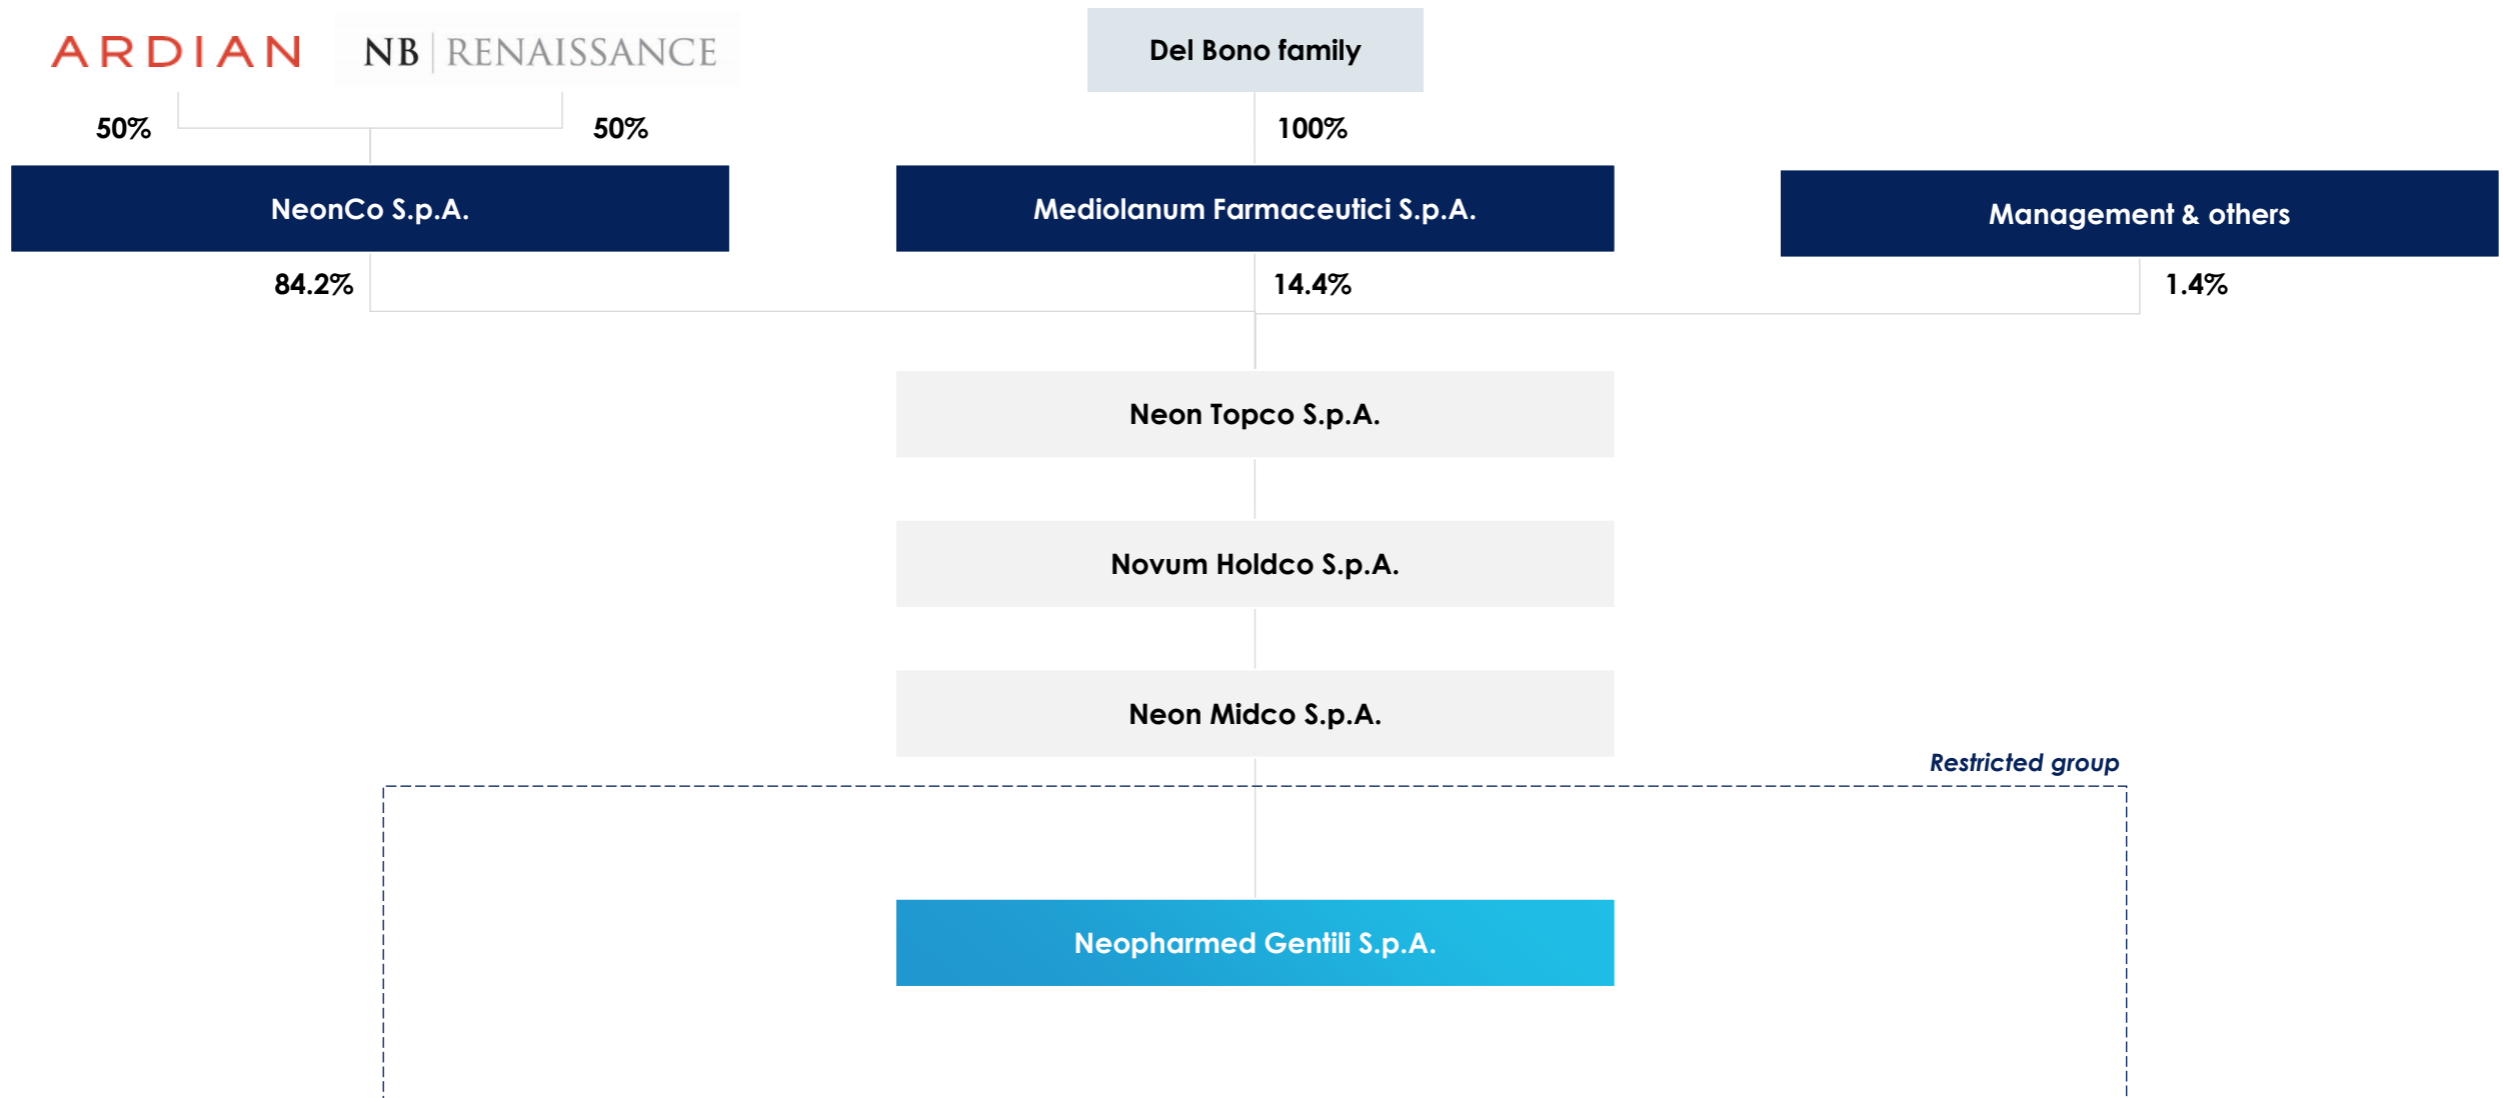 ARDIAN
NB | RENAISSANCE
Del Bono family
50%
50%
100%
NeonCo S.p.A.
Mediolanum Farmaceutici S.p.A.
Management & others
84.2%
14.4%
1.4%
Neon Topco S.p.A.
Novum Holdco S.p.A.
Neon Midco S.p.A.
Restricted group
Neopharmed Gentili S.p.A.